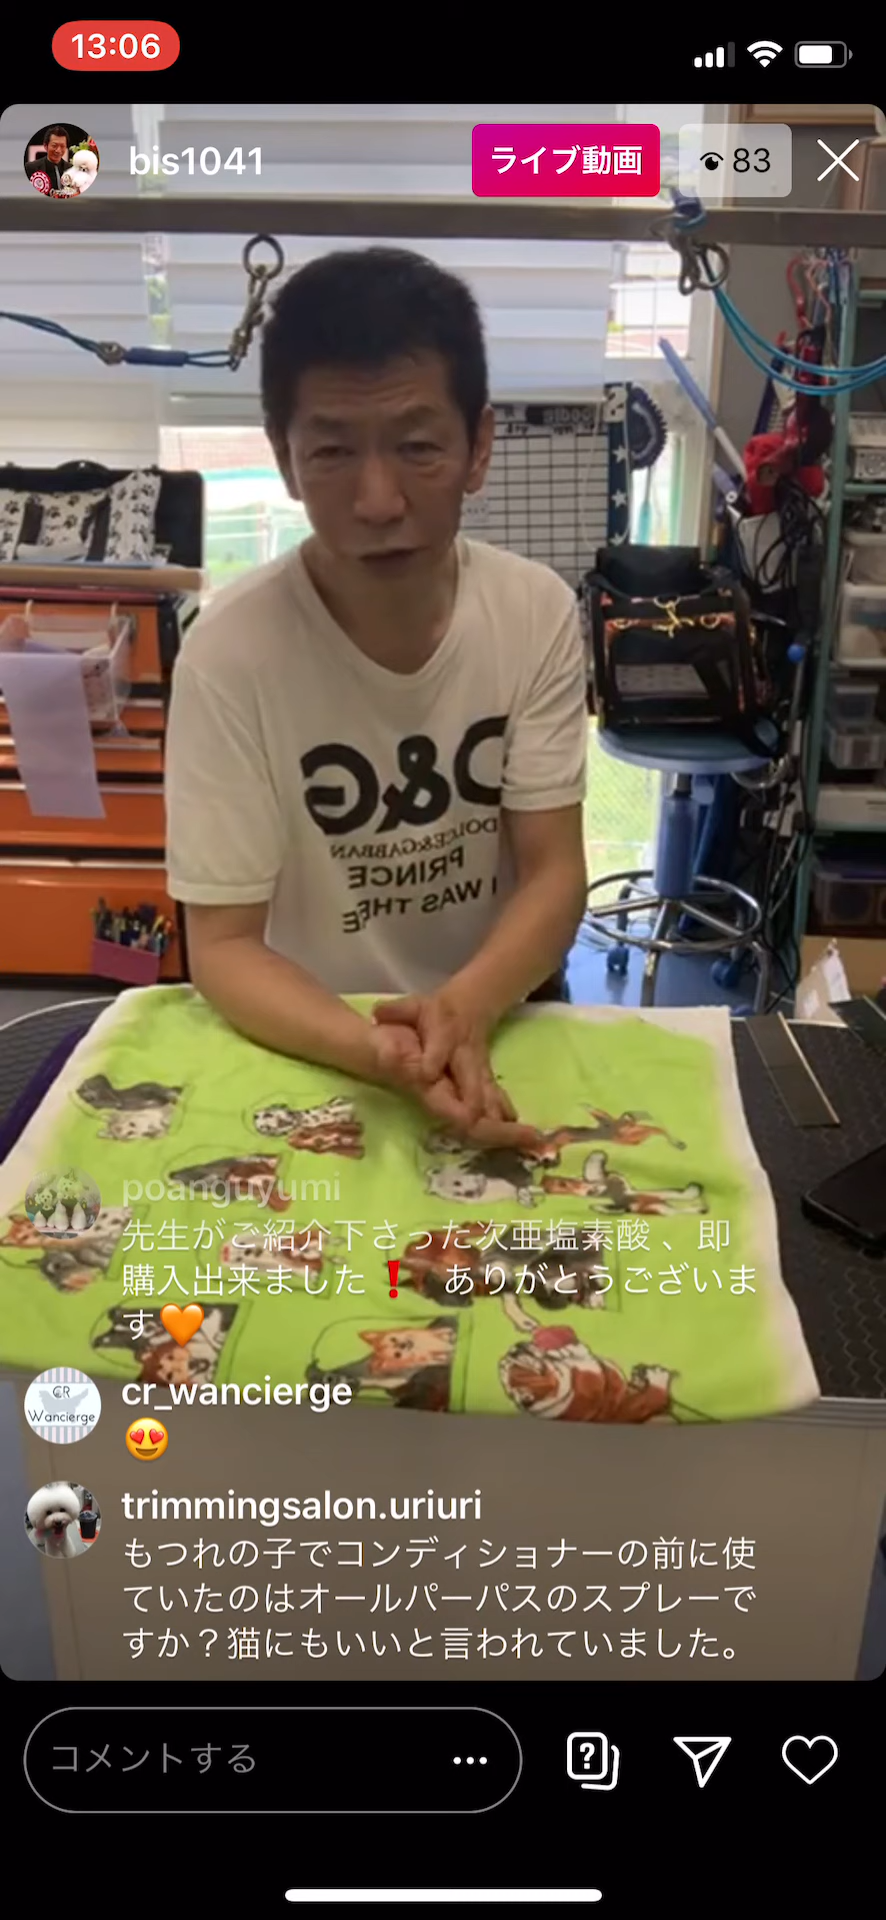 13:06
bis1041
ライブ動画
83
D&G
DOLCE&GABBAN
PRINCE
I WAS THE
poanguyumi
先生がご紹介下さった次亜塩素酸 、即
購入出来ました❗ ありがとうございま
す🧡
CR
Wancierge
cr_wancierge
😍
trimmingsalon.uriuri
もつれの子でコンディショナーの前に使
ていたのはオールパーパスのスプレーで
すか？猫にもいいと言われていました。
コメントする